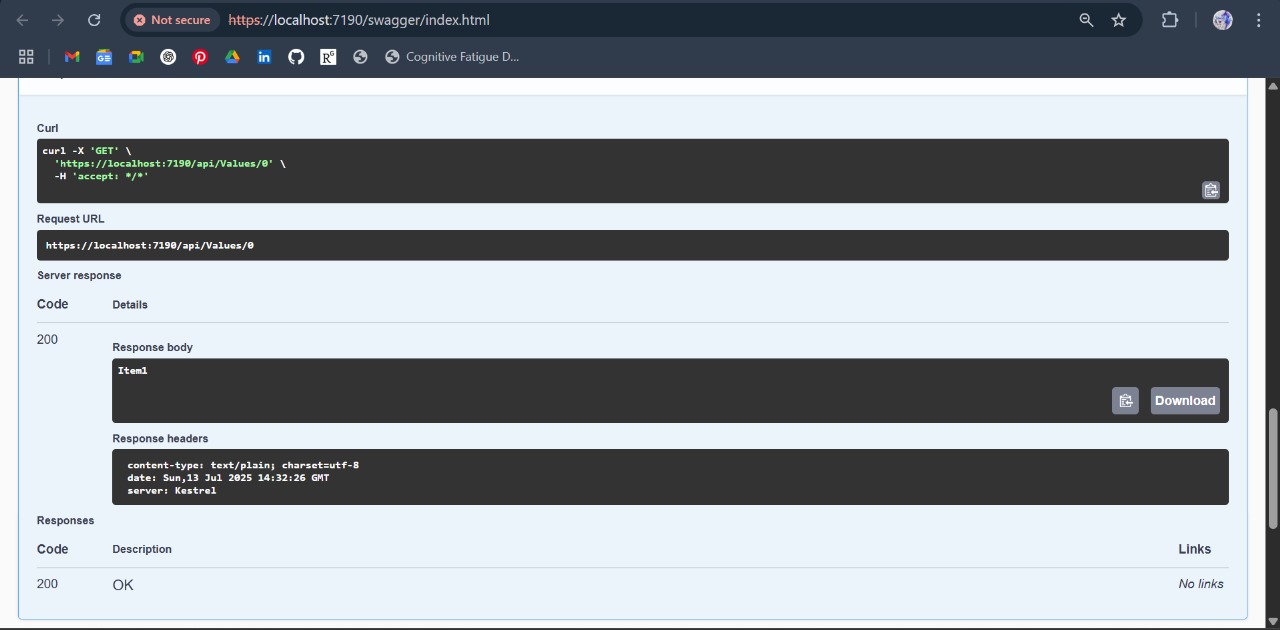 Not secure
https://localhost:7190/swagger/index.html
Cognitive Fatigue D...
Curl
curl -X 'GET' \
'https://localhost:7190/api/Values/0' \
-H 'accept: */*'
Request URL
https://localhost:7190/api/Values/0
Server response
Code Details
200
Response body
Item1
Download
Response headers
content-type: text/plain; charset=utf-8
date: Sun,13 Jul 2025 14:32:26 GMT
server: Kestrel
Responses
Code Description Links
200 OK No links